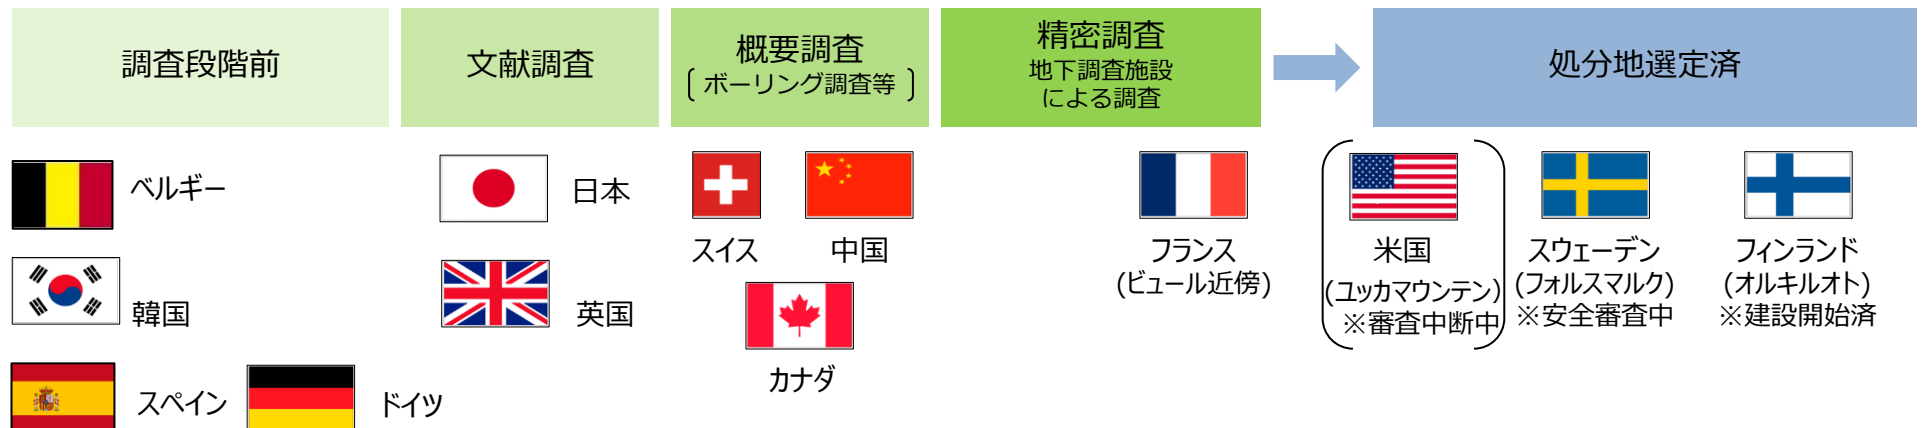 調査段階前
文献調査
概要調査
〔 ボーリング調査等 〕
精密調査
地下調査施設
による調査
処分地選定済
ベルギー
韓国
スペイン
ドイツ
日本
英国
スイス
中国
カナダ
フランス
(ビュール近傍)
米国
(ユッカマウンテン)
※審査中断中
スウェーデン
(フォルスマルク)
※安全審査中
フィンランド
(オルキルオト)
※建設開始済